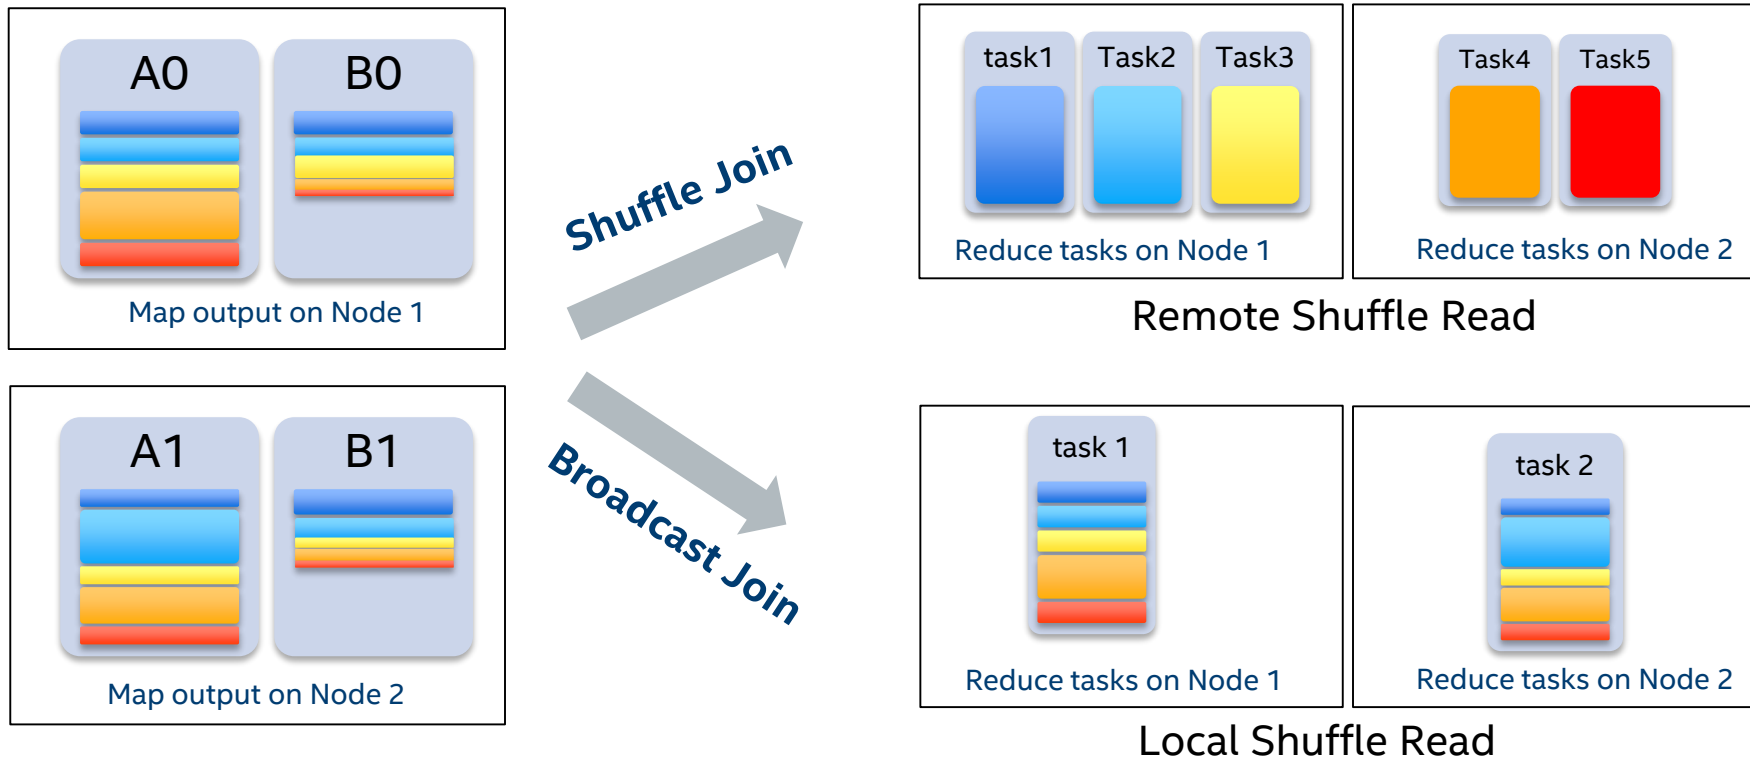 A0
B0
Map output on Node 1
A1
B1
Map output on Node 2
Shuffle Join
Broadcast Join
task1
Task2
Task3
Reduce tasks on Node 1
Task4
Task5
Reduce tasks on Node 2
Remote Shuffle Read
task 1
Reduce tasks on Node 1
task 2
Reduce tasks on Node 2
Local Shuffle Read